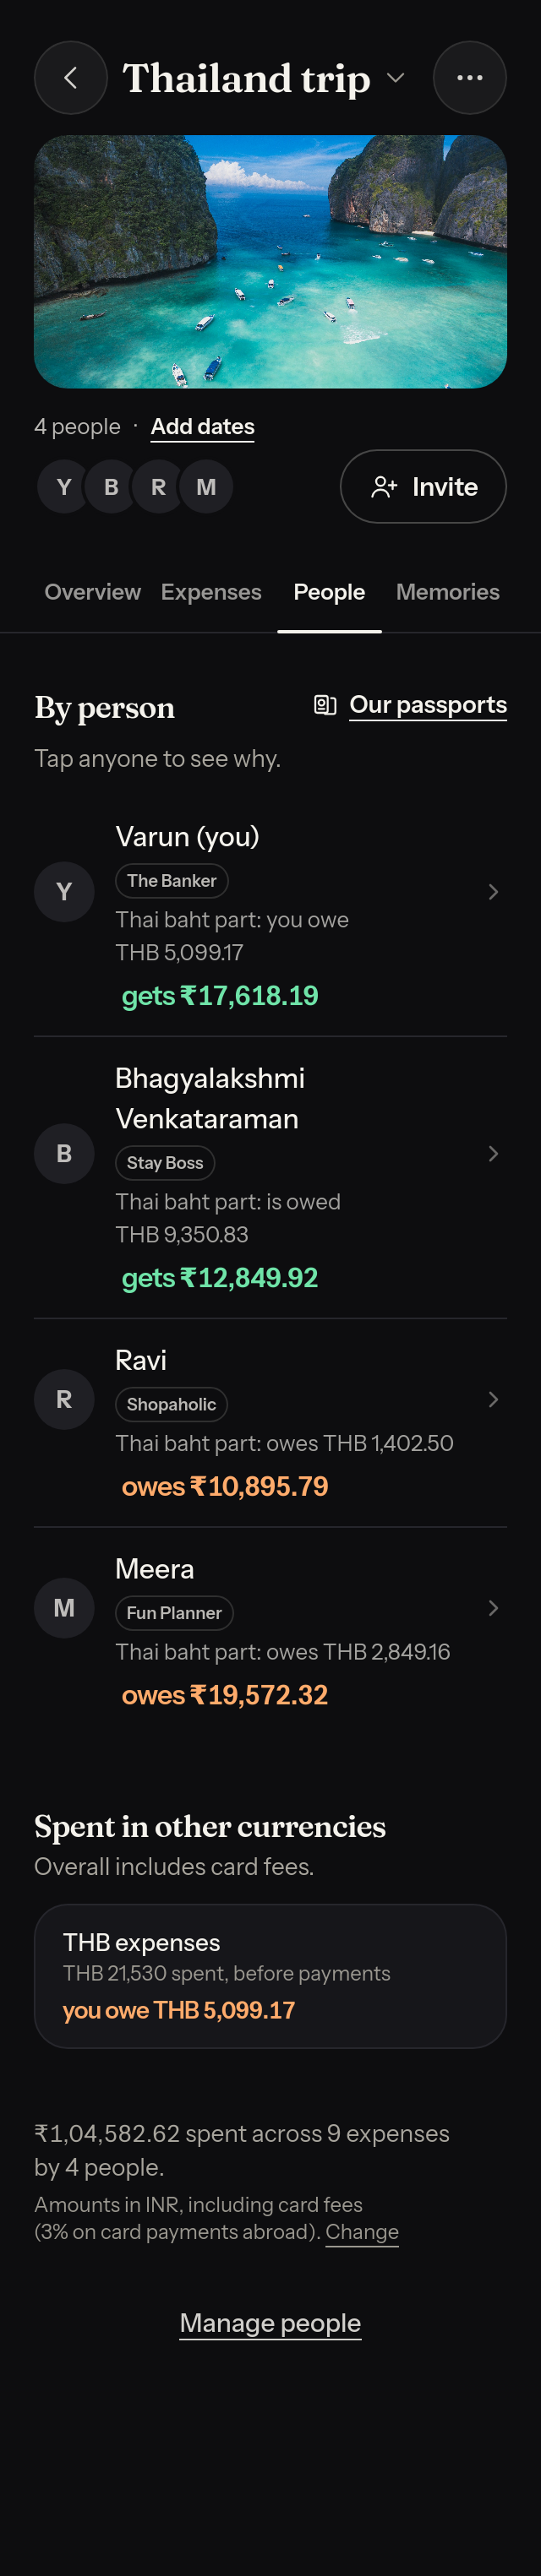 Thailand trip
4 people · Add dates
Y B R M
Invite
Overview Expenses People Memories
By person
Our passports
Tap anyone to see why.
Varun (you)
Y
The Banker
Thai baht part: you owe
THB 5,099.17
gets ₹17,618.19
Bhagyalakshmi
Venkataraman
B
Stay Boss
Thai baht part: is owed
THB 9,350.83
gets ₹12,849.92
Ravi
R
Shopaholic
Thai baht part: owes THB 1,402.50
owes ₹10,895.79
Meera
M
Fun Planner
Thai baht part: owes THB 2,849.16
owes ₹19,572.32
Spent in other currencies
Overall includes card fees.
THB expenses
THB 21,530 spent, before payments
you owe THB 5,099.17
₹1,04,582.62 spent across 9 expenses
by 4 people.
Amounts in INR, including card fees
(3% on card payments abroad). Change
Manage people